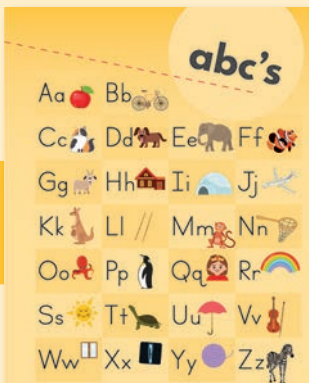 abc's
Aa Bb
Cc Dd Ee Ff
Gg Hh Ii Jj
Kk Ll Mm Nn
Oo Pp Qq Rr
Ss Tt Uu Vv
Ww Xx Yy Zz